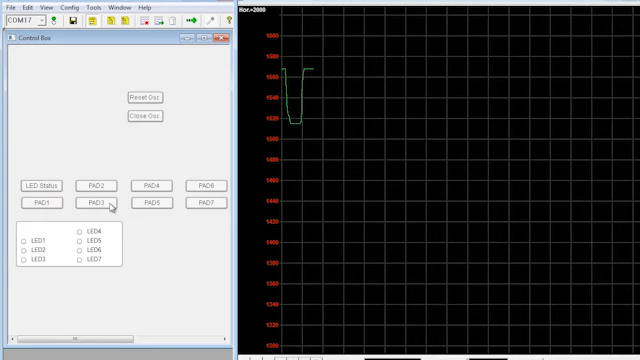 File Edit View Config Tools Window Help
COM17
Control Box
Reset Osc
Close Osc
LED Status PAD2 PAD4 PAD6
PAD1 PAD3 PAD5 PAD7
LED4
LED1 LED5
LED2 LED6
LED3 LED7
Hor.=2000
1600
1580
1560
1540
1520
1500
1480
1460
1440
1420
1400
1380
1360
1340
1320
1300